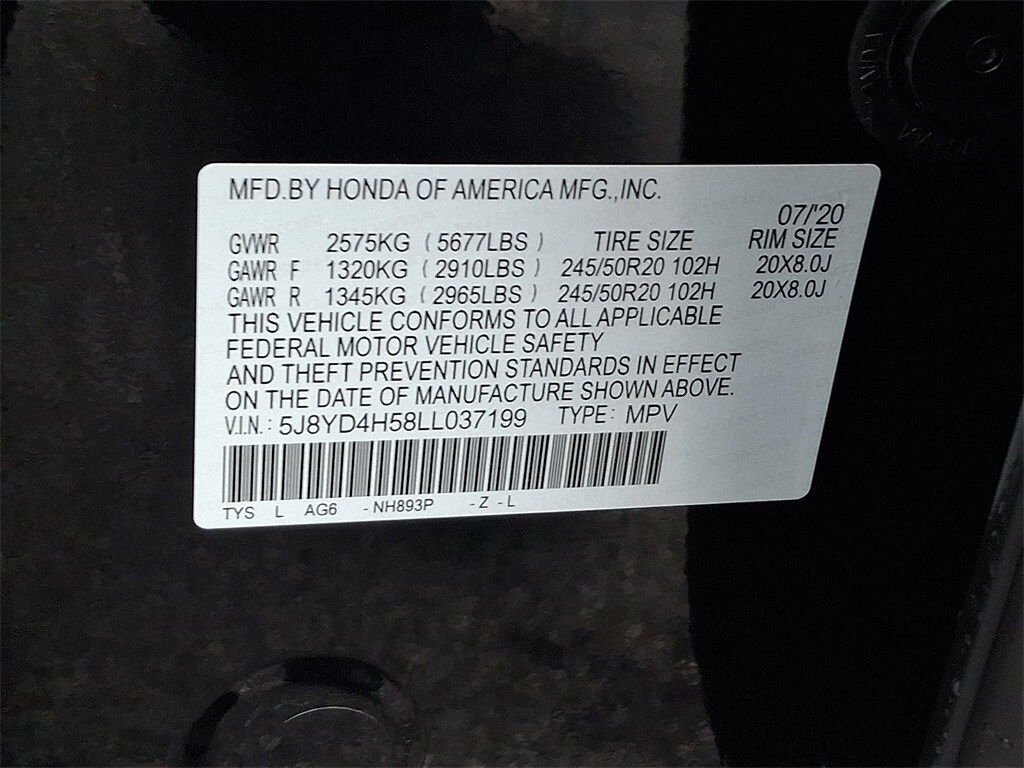 MFD.BY HONDA OF AMERICA MFG.,INC.
07/'20
GVWR 2575KG ( 5677LBS ) TIRE SIZE RIM SIZE
GAWR F 1320KG ( 2910LBS ) 245/50R20 102H 20X8.0J
GAWR R 1345KG ( 2965LBS ) 245/50R20 102H 20X8.0J
THIS VEHICLE CONFORMS TO ALL APPLICABLE
FEDERAL MOTOR VEHICLE SAFETY
AND THEFT PREVENTION STANDARDS IN EFFECT
ON THE DATE OF MANUFACTURE SHOWN ABOVE.
V.I.N.: 5J8YD4H58LL037199 TYPE: MPV
TYS L AG6 -NH893P -Z -L